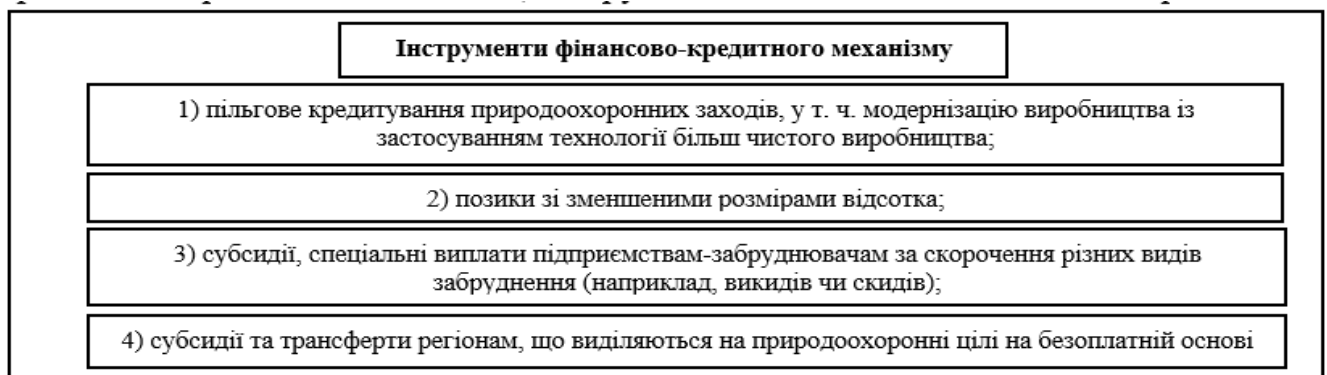 Інструменти фінансово-кредитного механізму
1) пільгове кредитування природоохоронних заходів, у т. ч. модернізацію виробництва із
застосуванням технології більш чистого виробництва;
2) позики зі зменшеними розмірами відсотка;
3) субсидії, спеціальні виплати підприємствам-забруднювачам за скорочення різних видів
забруднення (наприклад, викидів чи скидів);
4) субсидії та трансферти регіонам, що виділяються на природоохоронні цілі на безоплатній основі